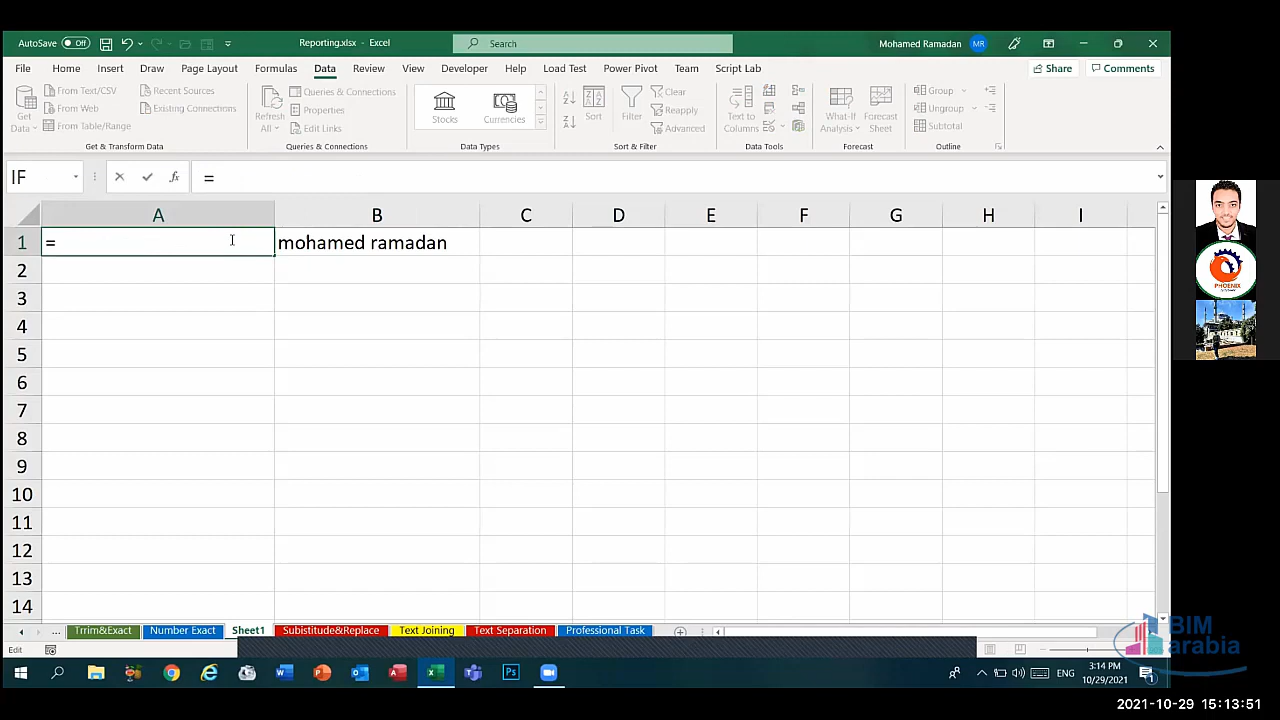 AutoSave Off Reporting.xlsx - Excel Search Mohamed Ramadan MR
File Home Insert Draw Page Layout Formulas Data Review View Developer Help Load Test Power Pivot Team Script Lab Share Comments
Get Data
From Text/CSV
From Web
From Table/Range
Recent Sources
Existing Connections
Get & Transform Data
Refresh All
Queries & Connections
Properties
Edit Links
Queries & Connections
Stocks
Currencies
Data Types
Sort
Filter
Clear
Reapply
Advanced
Sort & Filter
Text to Columns
Data Tools
What-If Analysis
Forecast Sheet
Forecast
Group
Ungroup
Subtotal
Outline
IF fx =
A B C D E F G H I
1 = mohamed ramadan
2
3
4
5
6
7
8
9
10
11
12
13
14
PHOENIX
... Trrim&Exact Number Exact Sheet1 Subistitude&Replace Text Joining Text Separation Professional Task
Edit
BIM
arabia
ENG 3:14 PM
10/29/2021
2021-10-29 15:13:51